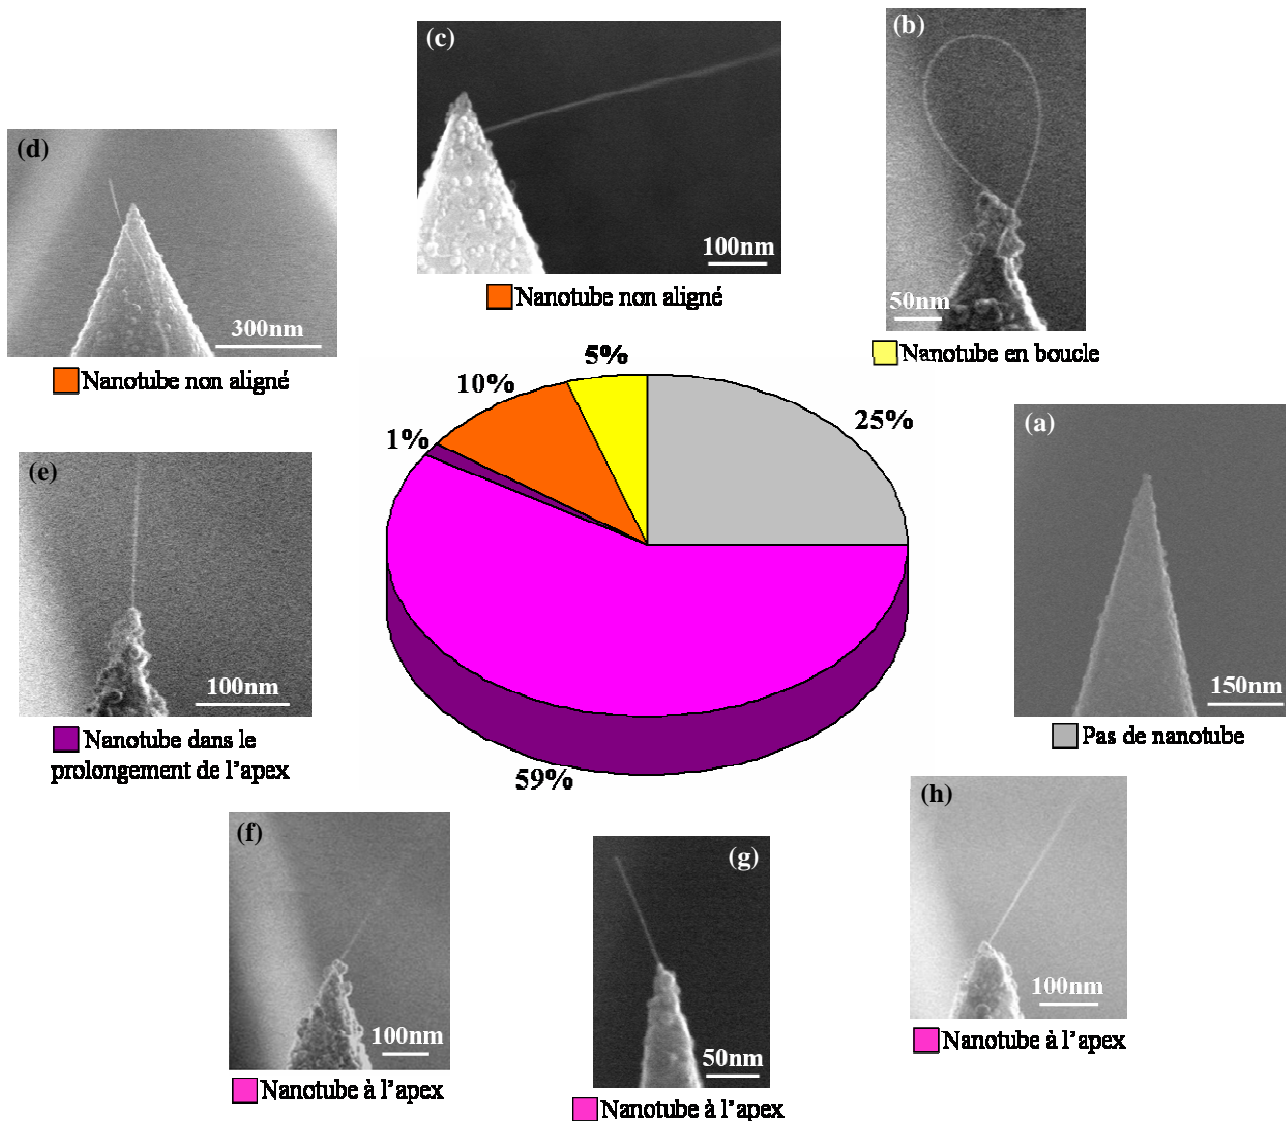 (c)
100nm
Nanotube non aligné
(b)
50nm
Nanotube en boucle
(d)
300nm
Nanotube non aligné
5%
10%
1%
25%
59%
(a)
150nm
Pas de nanotube
(e)
100nm
Nanotube dans le
prolongement de l'apex
(f)
100nm
Nanotube à l'apex
(g)
50nm
Nanotube à l'apex
(h)
100nm
Nanotube à l'apex